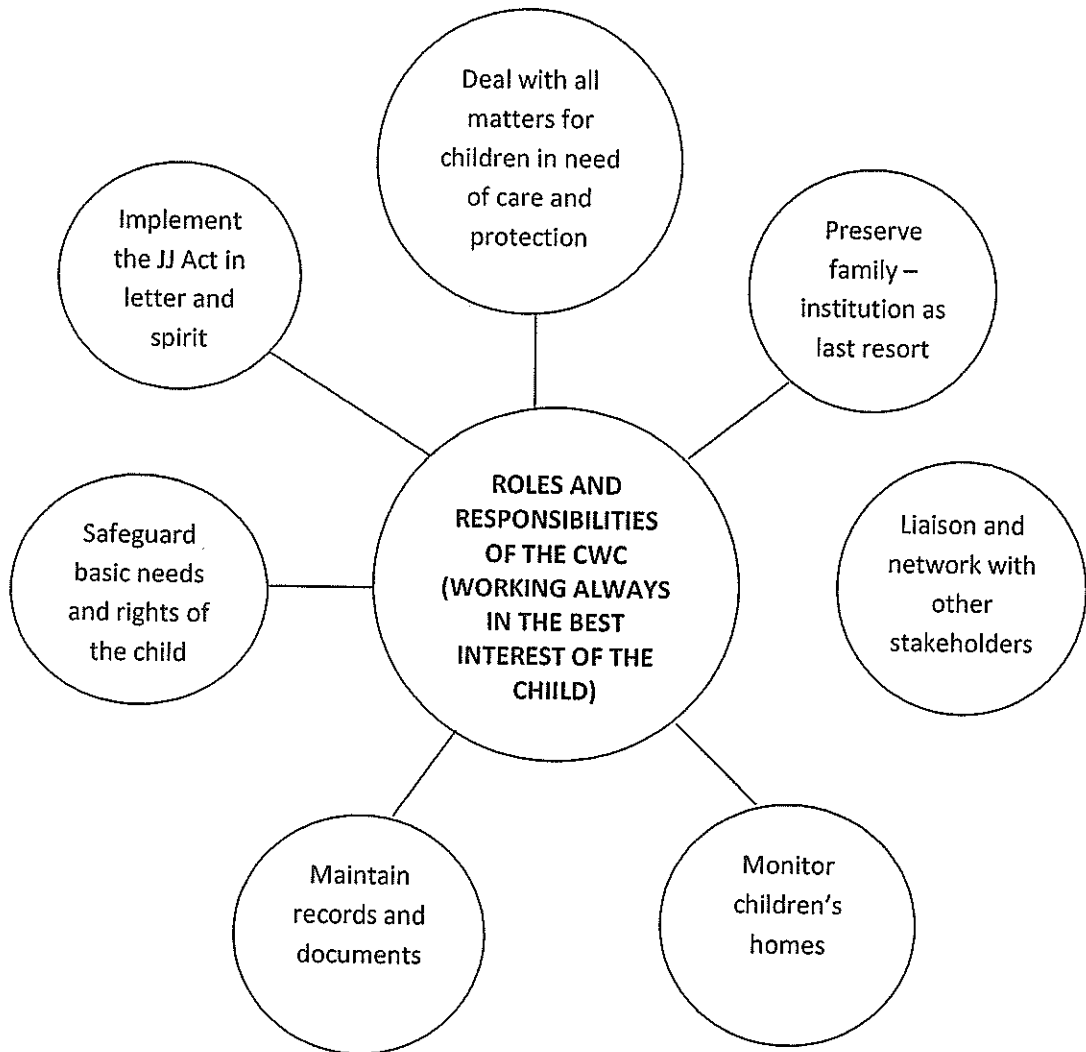 Deal with all
matters for
children in need
of care and
protection
Implement
the JJ Act in
letter and
spirit
Preserve
family –
institution as
last resort
ROLES AND
RESPONSIBILITIES
OF THE CWC
(WORKING ALWAYS
IN THE BEST
INTEREST OF THE
CHIILD)
Safeguard
basic needs
and rights of
the child
Liaison and
network with
other
stakeholders
Maintain
records and
documents
Monitor
children's
homes